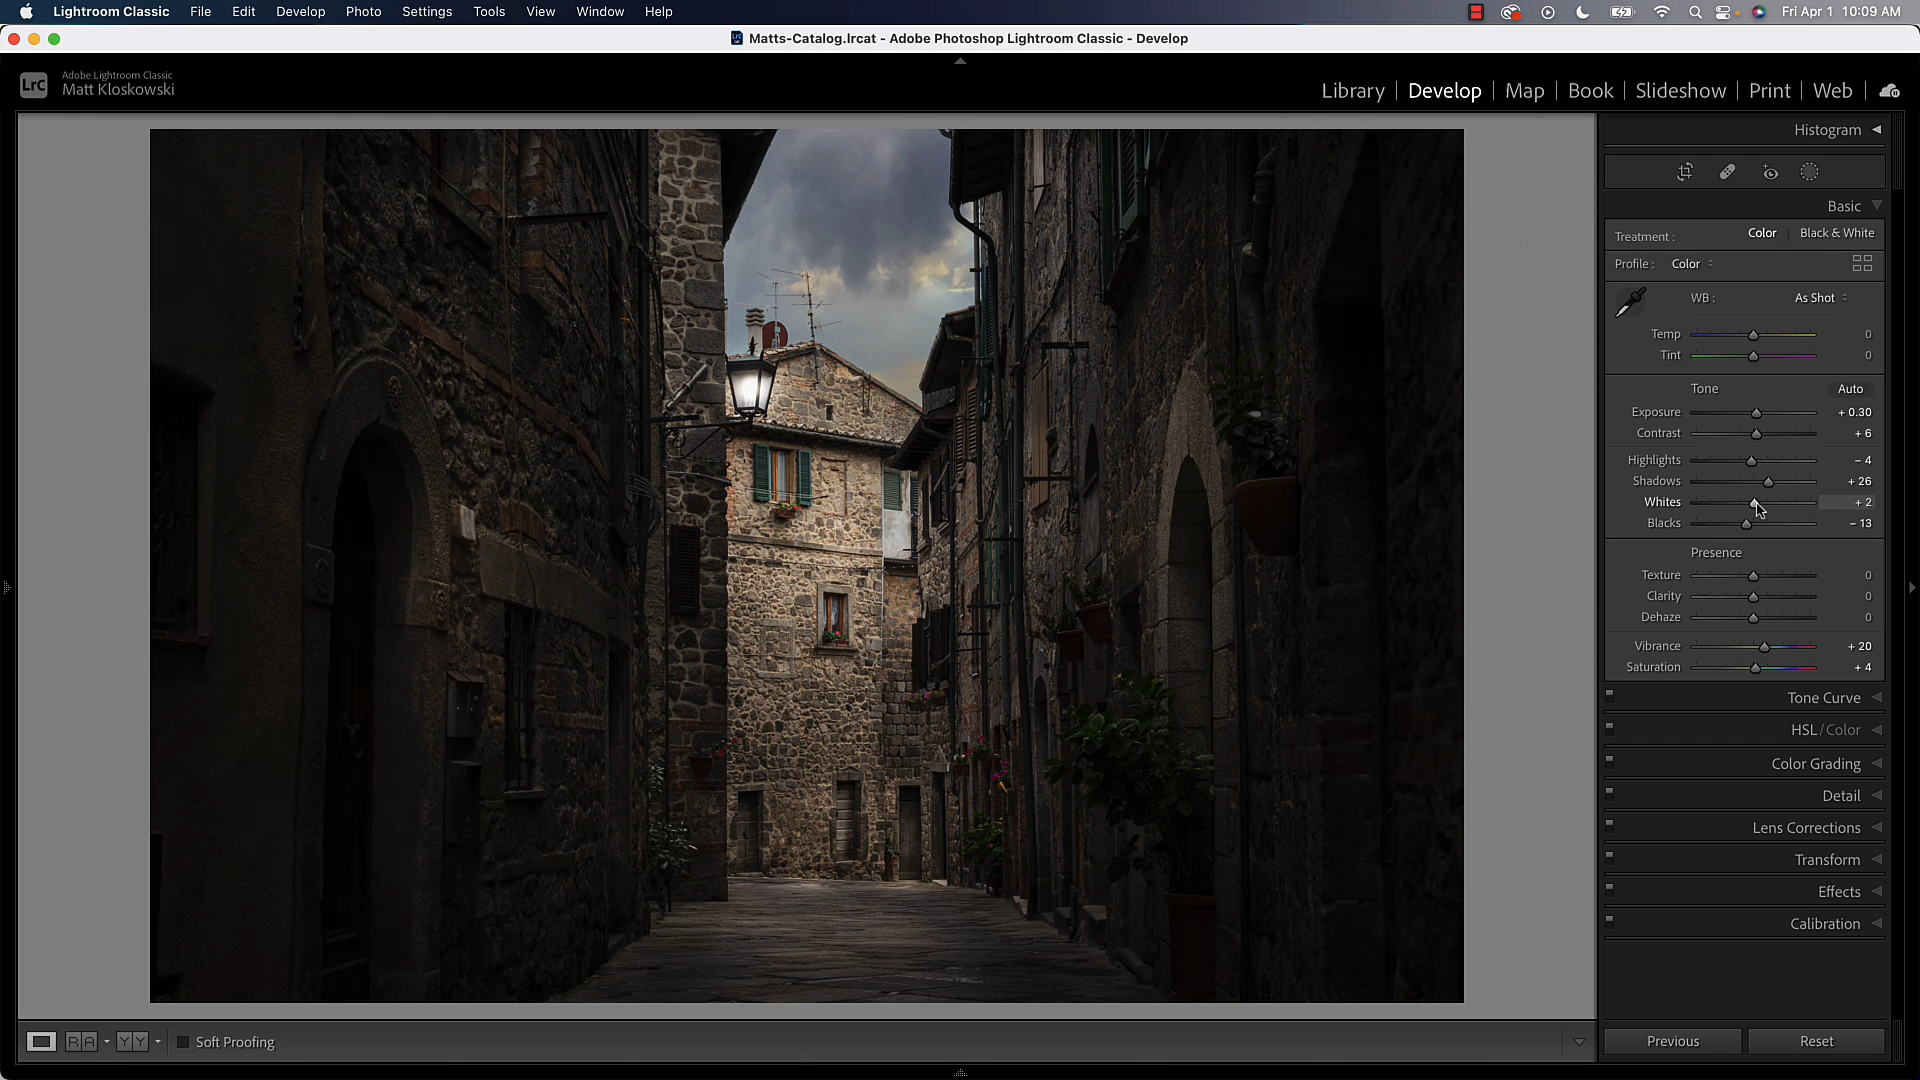 Lightroom Classic File Edit Develop Photo Settings Tools View Window Help Fri Apr 1 10:09 AM
Matts-Catalog.lrcat - Adobe Photoshop Lightroom Classic - Develop
LrC Adobe Lightroom Classic
Matt Kloskowski
Library | Develop | Map | Book | Slideshow | Print | Web
Histogram
Basic
Treatment : Color Black & White
Profile : Color
WB : As Shot
Temp 0
Tint 0
Tone Auto
Exposure + 0.30
Contrast + 6
Highlights – 4
Shadows + 26
Whites + 2
Blacks – 13
Presence
Texture 0
Clarity 0
Dehaze 0
Vibrance + 20
Saturation + 4
Tone Curve
HSL / Color
Color Grading
Detail
Lens Corrections
Transform
Effects
Calibration
R A Y Y Soft Proofing
Previous Reset